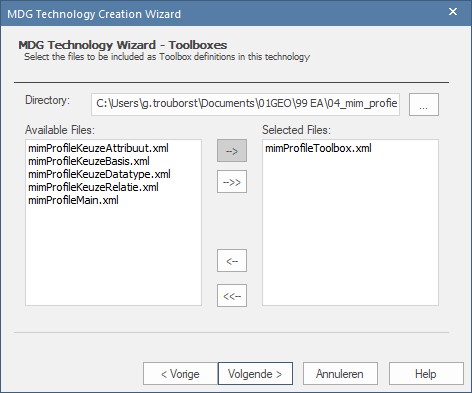 MDG Technology Creation Wizard
MDG Technology Wizard - Toolboxes
Select the files to be included as Toolbox definitions in this technology
Directory: C:\Users\g.trouborst\Documents\01GEO\99 EA\04_mim_profie ...
Available Files: Selected Files:
mimProfileKeuzeAttribuut.xml --> mimProfileToolbox.xml
mimProfileKeuzeBasis.xml
mimProfileKeuzeDatatype.xml -->>
mimProfileKeuzeRelatie.xml
mimProfileMain.xml
<--
<<--
< Vorige Volgende > Annuleren Help